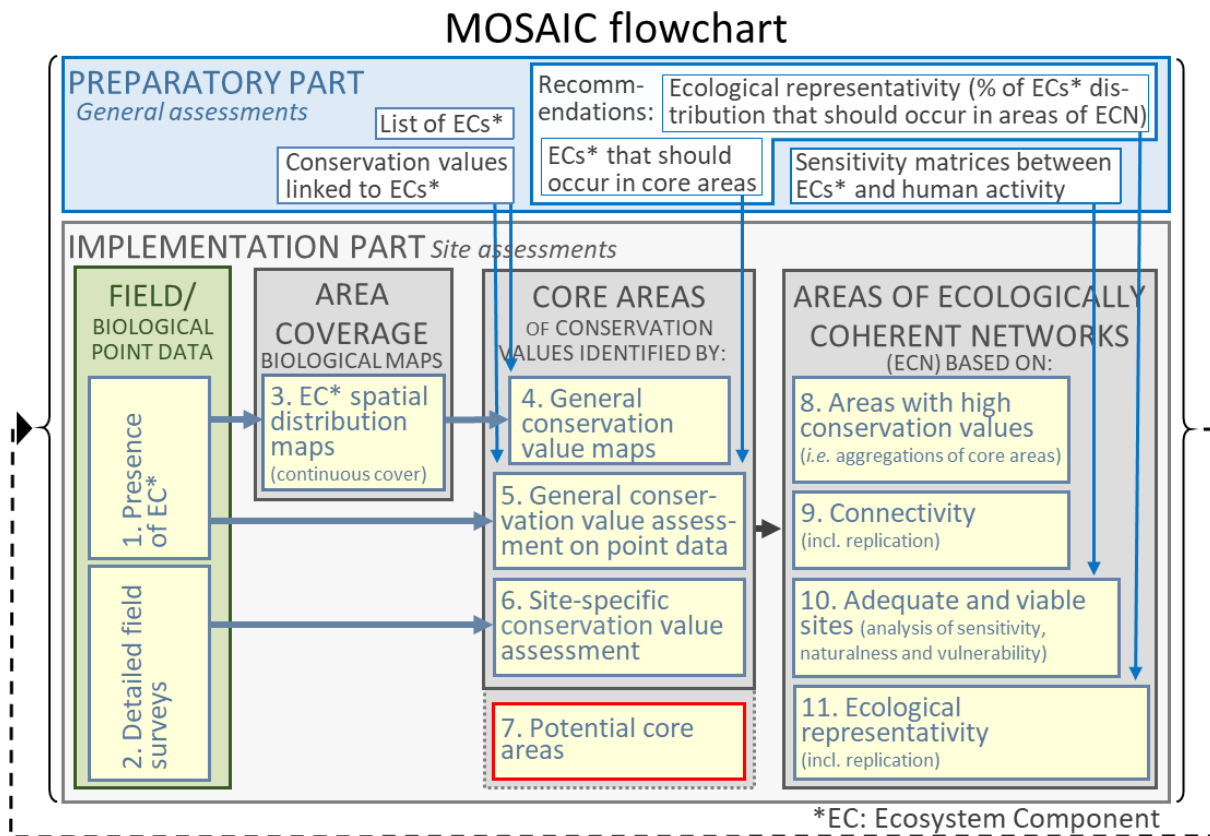 MOSAIC flowchart
PREPARATORY PART
General assessments
List of ECs*
Conservation values
linked to ECs*
Recomm-
endations:
Ecological representativity (% of ECs* dis-
tribution that should occur in areas of ECN)
ECs* that should
occur in core areas
Sensitivity matrices between
ECs* and human activity
IMPLEMENTATION PART Site assessments
FIELD/
BIOLOGICAL
POINT DATA
1. Presence
of EC*
2. Detailed field
surveys
AREA
COVERAGE
BIOLOGICAL MAPS
3. EC* spatial
distribution
maps
(continuous cover)
CORE AREAS
OF CONSERVATION
VALUES IDENTIFIED BY:
4. General
conservation
value maps
5. General conser-
vation value assess-
ment on point data
6. Site-specific
conservation value
assessment
7. Potential core
areas
AREAS OF ECOLOGICALLY
COHERENT NETWORKS
(ECN) BASED ON:
8. Areas with high
conservation values
(i.e. aggregations of core areas)
9. Connectivity
(incl. replication)
10. Adequate and viable
sites (analysis of sensitivity,
naturalness and vulnerability)
11. Ecological
representativity
(incl. replication)
*EC: Ecosystem Component